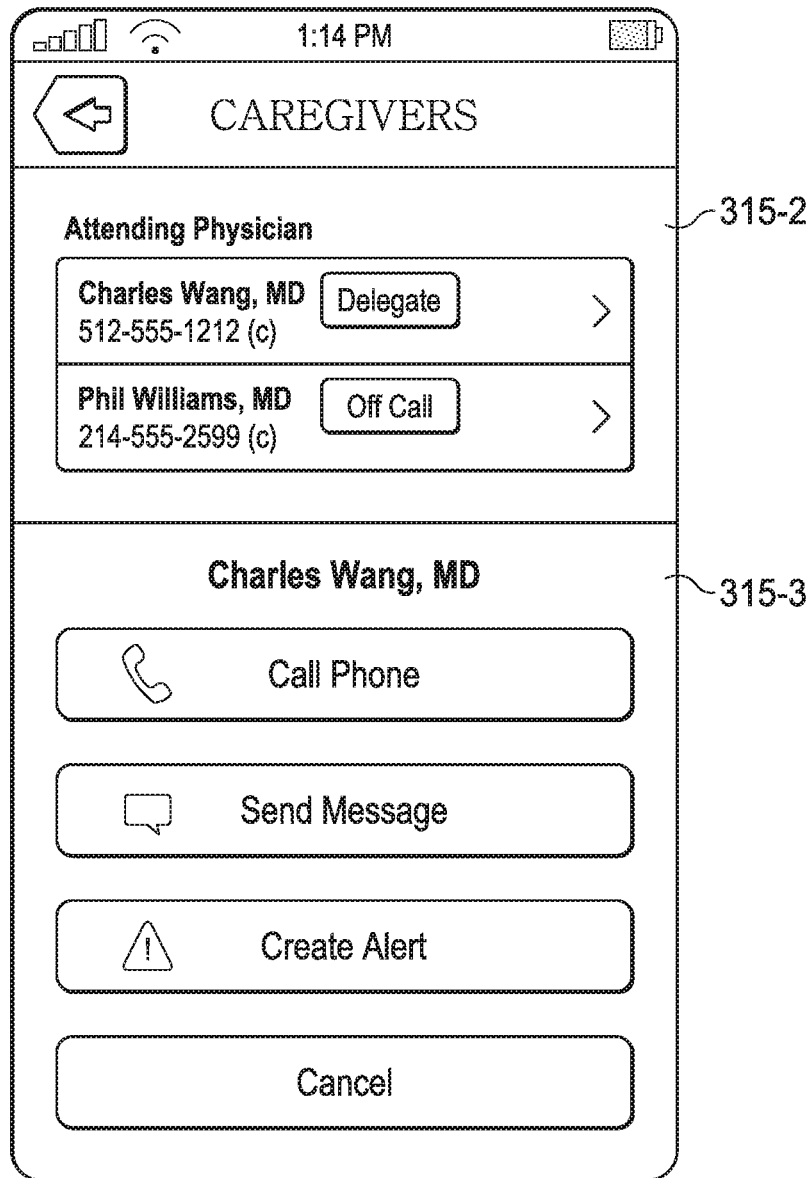 1:14 PM
CAREGIVERS
315-2
Attending Physician
Charles Wang, MD Delegate
512-555-1212 (c)
Phil Williams, MD Off Call
214-555-2599 (c)
Charles Wang, MD
315-3
Call Phone
Send Message
Create Alert
Cancel